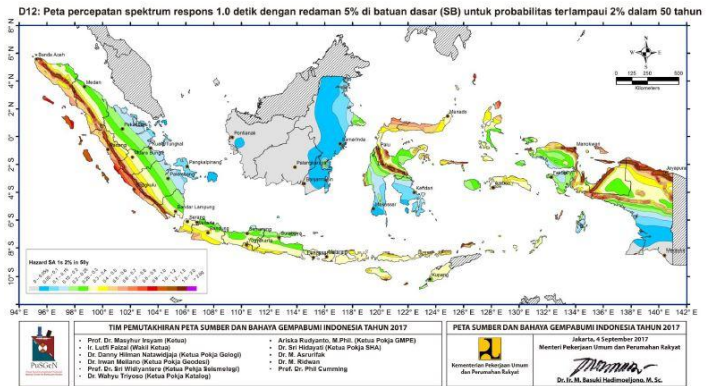 D12: Peta percepatan spektrum respons 1.0 detik dengan redaman 5% di batuan dasar (SB) untuk probabilitas terlampaui 2% dalam 50 tahun
8°N
6°N
4°N
2°N
0°
2°S
4°S
6°S
8°S
10°S
Banda Aceh
Medan
Pekanbaru
Padang
Palembang
Bengkulu
Pangkalpinang
Bandar Lampung
Serang
Jakarta
Bandung
Semarang
Surabaya
Yogyakarta
Denpasar
Mataram
Kupang
Pontianak
Samarinda
Palu
Manado
Kendari
Makassar
Ambon
Manokwari
Jayapura
Merauke
N
0 125 250 500
Kilometers
Hazard SA 1s 2% in 50y
94°E 96°E 98°E 100°E 102°E 104°E 106°E 108°E 110°E 112°E 114°E 116°E 118°E 120°E 122°E 124°E 126°E 128°E 130°E 132°E 134°E 136°E 138°E 140°E 142°E
PuSGeN
TIM PEMUTAKHIRAN PETA SUMBER DAN BAHAYA GEMPABUMI INDONESIA TAHUN 2017
• Prof. Dr. Masyhur Irsyam (Ketua)
• Ir. Lutfi Faizal (Wakil Ketua)
• Dr. Danny Hilman Natawidjaja (Ketua Pokja Geologi)
• Dr. Irwan Meilano (Ketua Pokja Geodesi)
• Prof. Dr. Sri Widiyantoro (Ketua Pokja Seismologi)
• Dr. Wahyu Triyoso (Ketua Pokja Katalog)
• Ariska Rudyanto, M.Phil. (Ketua Pokja GMPE)
• Dr. Sri Hidayati (Ketua Pokja SHA)
• Dr. M. Asrurifak
• Dr. M. Ridwan
• Prof. Dr. Phil Cumming
PETA SUMBER DAN BAHAYA GEMPABUMI INDONESIA TAHUN 2017
Kementerian Pekerjaan Umum
dan Perumahan Rakyat
Jakarta, 4 September 2017
Menteri Pekerjaan Umum dan Perumahan Rakyat
Dr. Ir. M. Basuki Hadimoeljono, M. Sc.